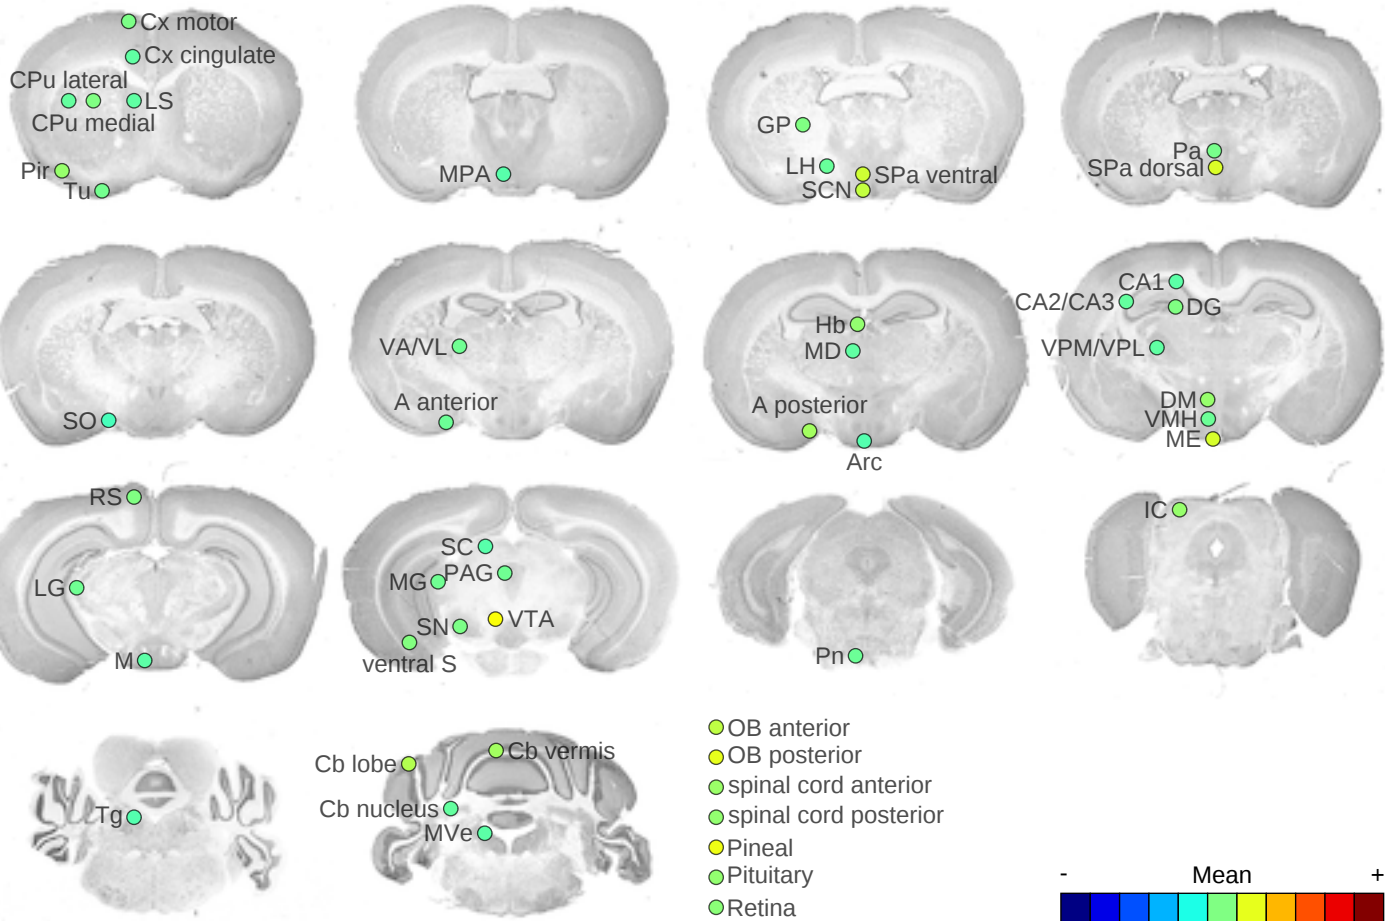 Cx motor
Cx cingulate
CPu lateral
LS
CPu medial
Pir
Tu
MPA
GP
LH
SPa ventral
SCN
Pa
SPa dorsal
SO
VA/VL
A anterior
Hb
MD
A posterior
Arc
CA1
CA2/CA3
DG
VPM/VPL
DM
VMH
ME
RS
LG
M
SC
MG
PAG
SN
VTA
ventral S
Pn
IC
Tg
Cb lobe
Cb vermis
Cb nucleus
MVe
OB anterior
OB posterior
spinal cord anterior
spinal cord posterior
Pineal
Pituitary
Retina
- Mean +